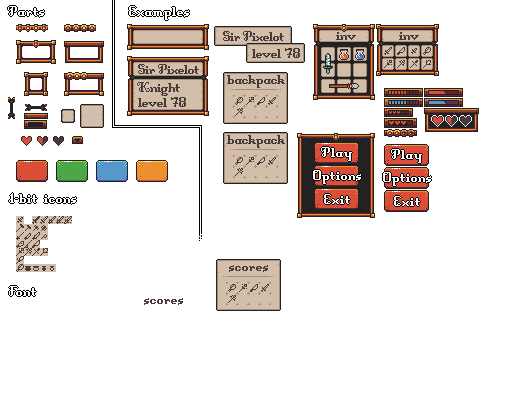 Parts
Examples
Sir Pixelot
level '78
inv
inv
Sir Pixelot
Knight
level '78
backpack
backpack
Play
Options
Exit
Play
Options
Exit
1-bit icons
scores
Font
scores